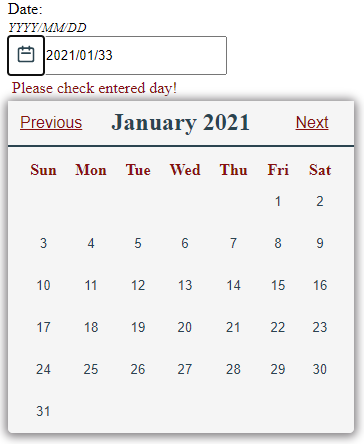 Date:
YYYY/MM/DD
2021/01/33
Please check entered day!
Previous January 2021 Next
Sun Mon Tue Wed Thu Fri Sat
1 2
3 4 5 6 7 8 9
10 11 12 13 14 15 16
17 18 19 20 21 22 23
24 25 26 27 28 29 30
31